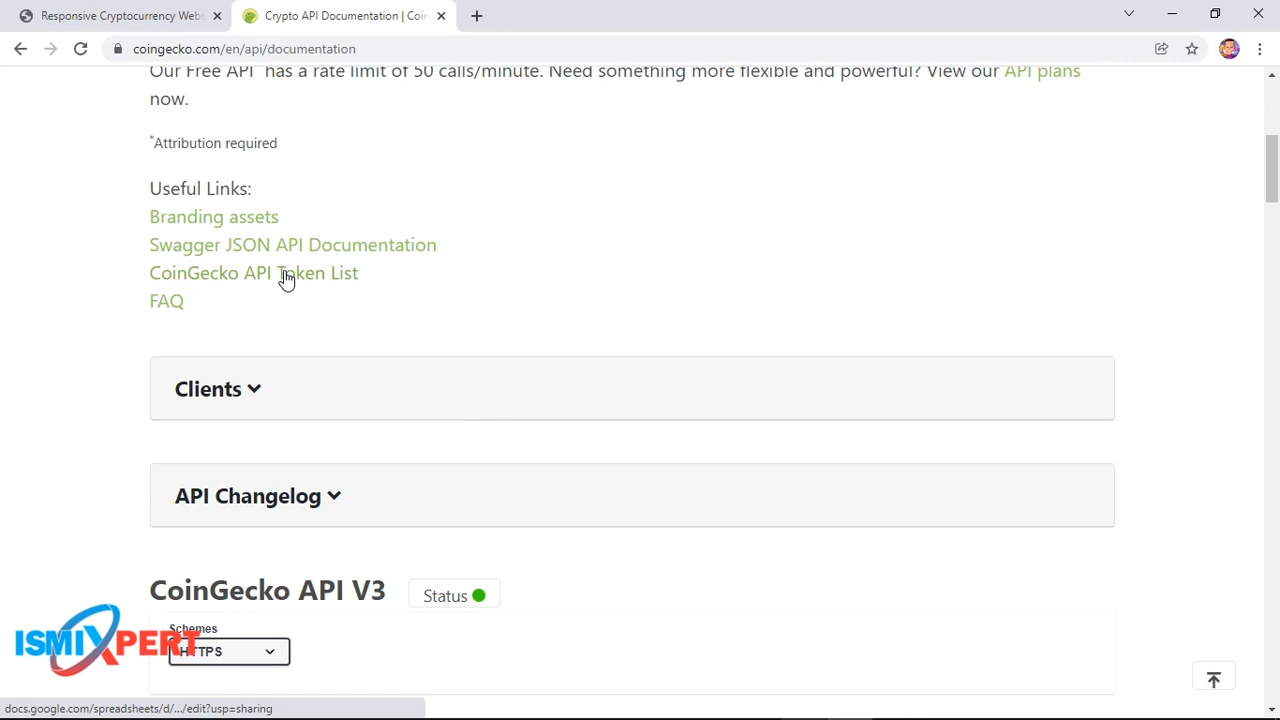 Responsive Cryptocurrency Webs
Crypto API Documentation | Coin
coingecko.com/en/api/documentation
Our Free API* has a rate limit of 50 calls/minute. Need something more flexible and powerful? View our API plans
now.
*Attribution required
Useful Links:
Branding assets
Swagger JSON API Documentation
CoinGecko API Token List
FAQ
Clients
API Changelog
CoinGecko API V3
Status
Schemes
HTTPS
ISMIXPERT
docs.google.com/spreadsheets/d/.../edit?usp=sharing